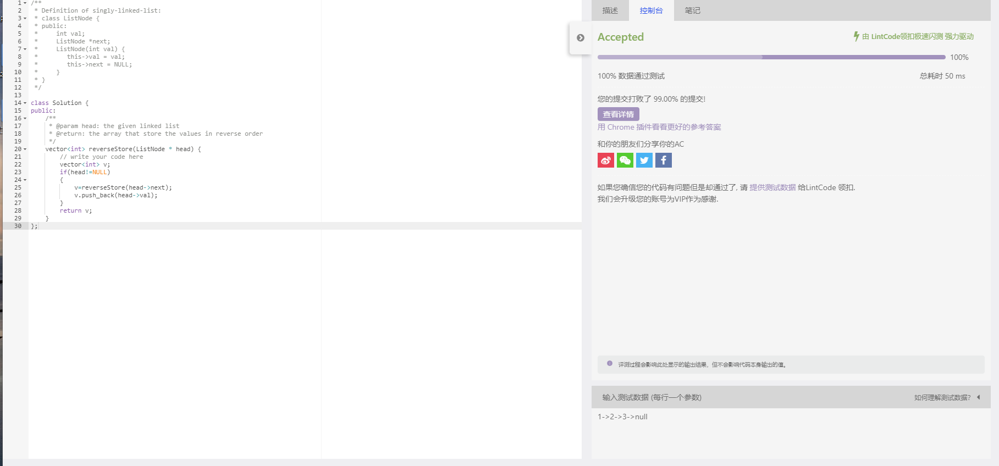 1 /**
2  * Definition of singly-linked-list:
3  * class ListNode {
4  * public:
5  *     int val;
6  *     ListNode *next;
7  *     ListNode(int val) {
8  *        this->val = val;
9  *        this->next = NULL;
10  *     }
11  * }
12  */
13
14 class Solution {
15 public:
16     /**
17      * @param head: the given linked list
18      * @return: the array that store the values in reverse order
19      */
20     vector<int> reverseStore(ListNode * head) {
21         // write your code here
22         vector<int> v;
23         if(head!=NULL)
24         {
25             v=reverseStore(head->next);
26             v.push_back(head->val);
27         }
28         return v;
29     }
30 };
描述 控制台 笔记
Accepted 由 LintCode领扣极速闪测 强力驱动
100%
100% 数据通过测试 总耗时 50 ms
您的提交打败了 99.00% 的提交!
查看详情
用 Chrome 插件看看更好的参考答案
和你的朋友们分享你的AC
如果您确信您的代码有问题但是却通过了, 请 提供测试数据 给LintCode 领扣.
我们会升级您的账号为VIP作为感谢.
评测过程会影响此处显示的输出结果，但不会影响代码本身输出的值。
输入测试数据 (每行一个参数) 如何理解测试数据?
1->2->3->null